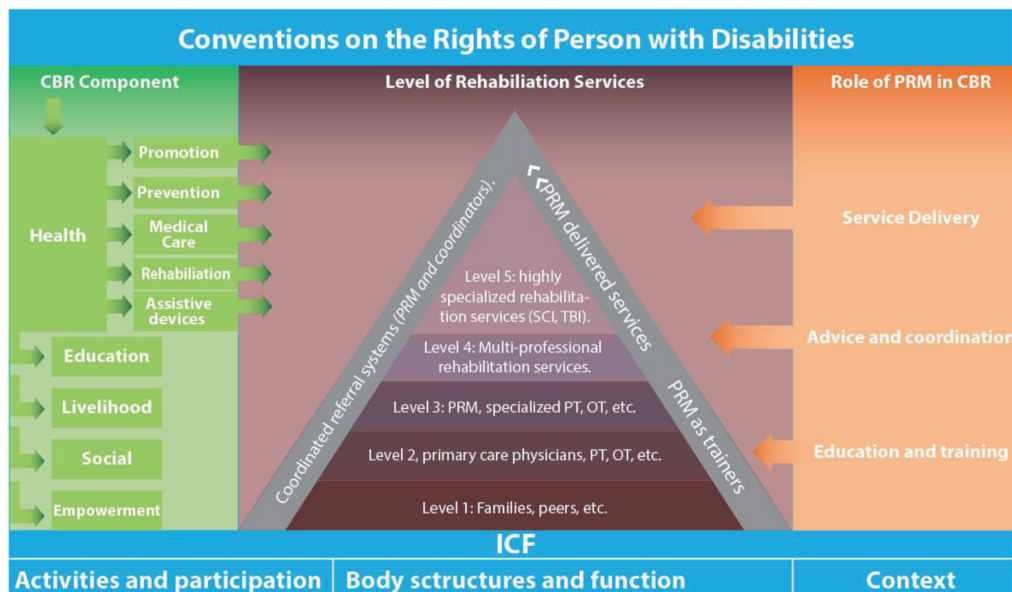 Conventions on the Rights of Person with Disabilities
CBR Component
Health
Promotion
Prevention
Medical
Care
Rehabiliation
Assistive
devices
Education
Livelihood
Social
Empowerment
Level of Rehabiliation Services
Coordinated referral systems (PRM and coordinators).
PRM delivered services
PRM as trainers
Level 5: highly
specialized rehabilita-
tion services (SCI, TBI).
Level 4: Multi-professional
rehabilitation services.
Level 3: PRM, specialized PT, OT, etc.
Level 2, primary care physicians, PT, OT, etc.
Level 1: Families, peers, etc.
Role of PRM in CBR
Service Delivery
Advice and coordination
Education and training
ICF
Activities and participation
Body sctructures and function
Context